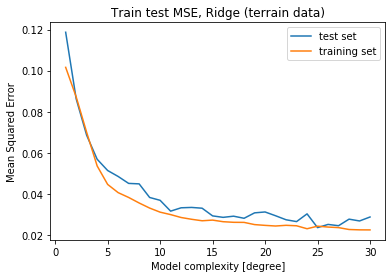 Train test MSE, Ridge (terrain data)
test set
training set
Mean Squared Error
0.12
0.10
0.08
0.06
0.04
0.02
0
5
10
15
20
25
30
Model complexity [degree]